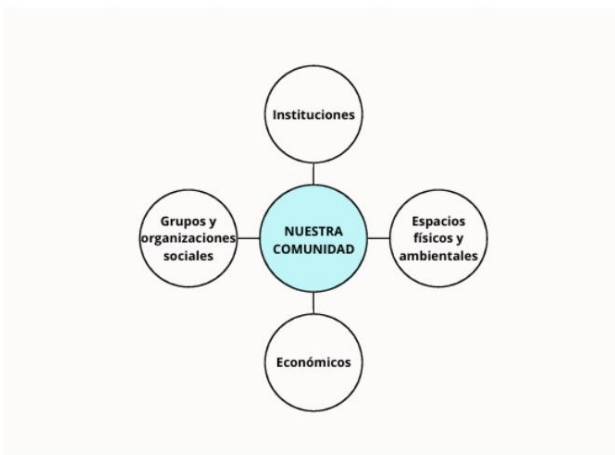 Instituciones
Grupos y
organizaciones
sociales
NUESTRA
COMUNIDAD
Espacios
físicos y
ambientales
Económicos